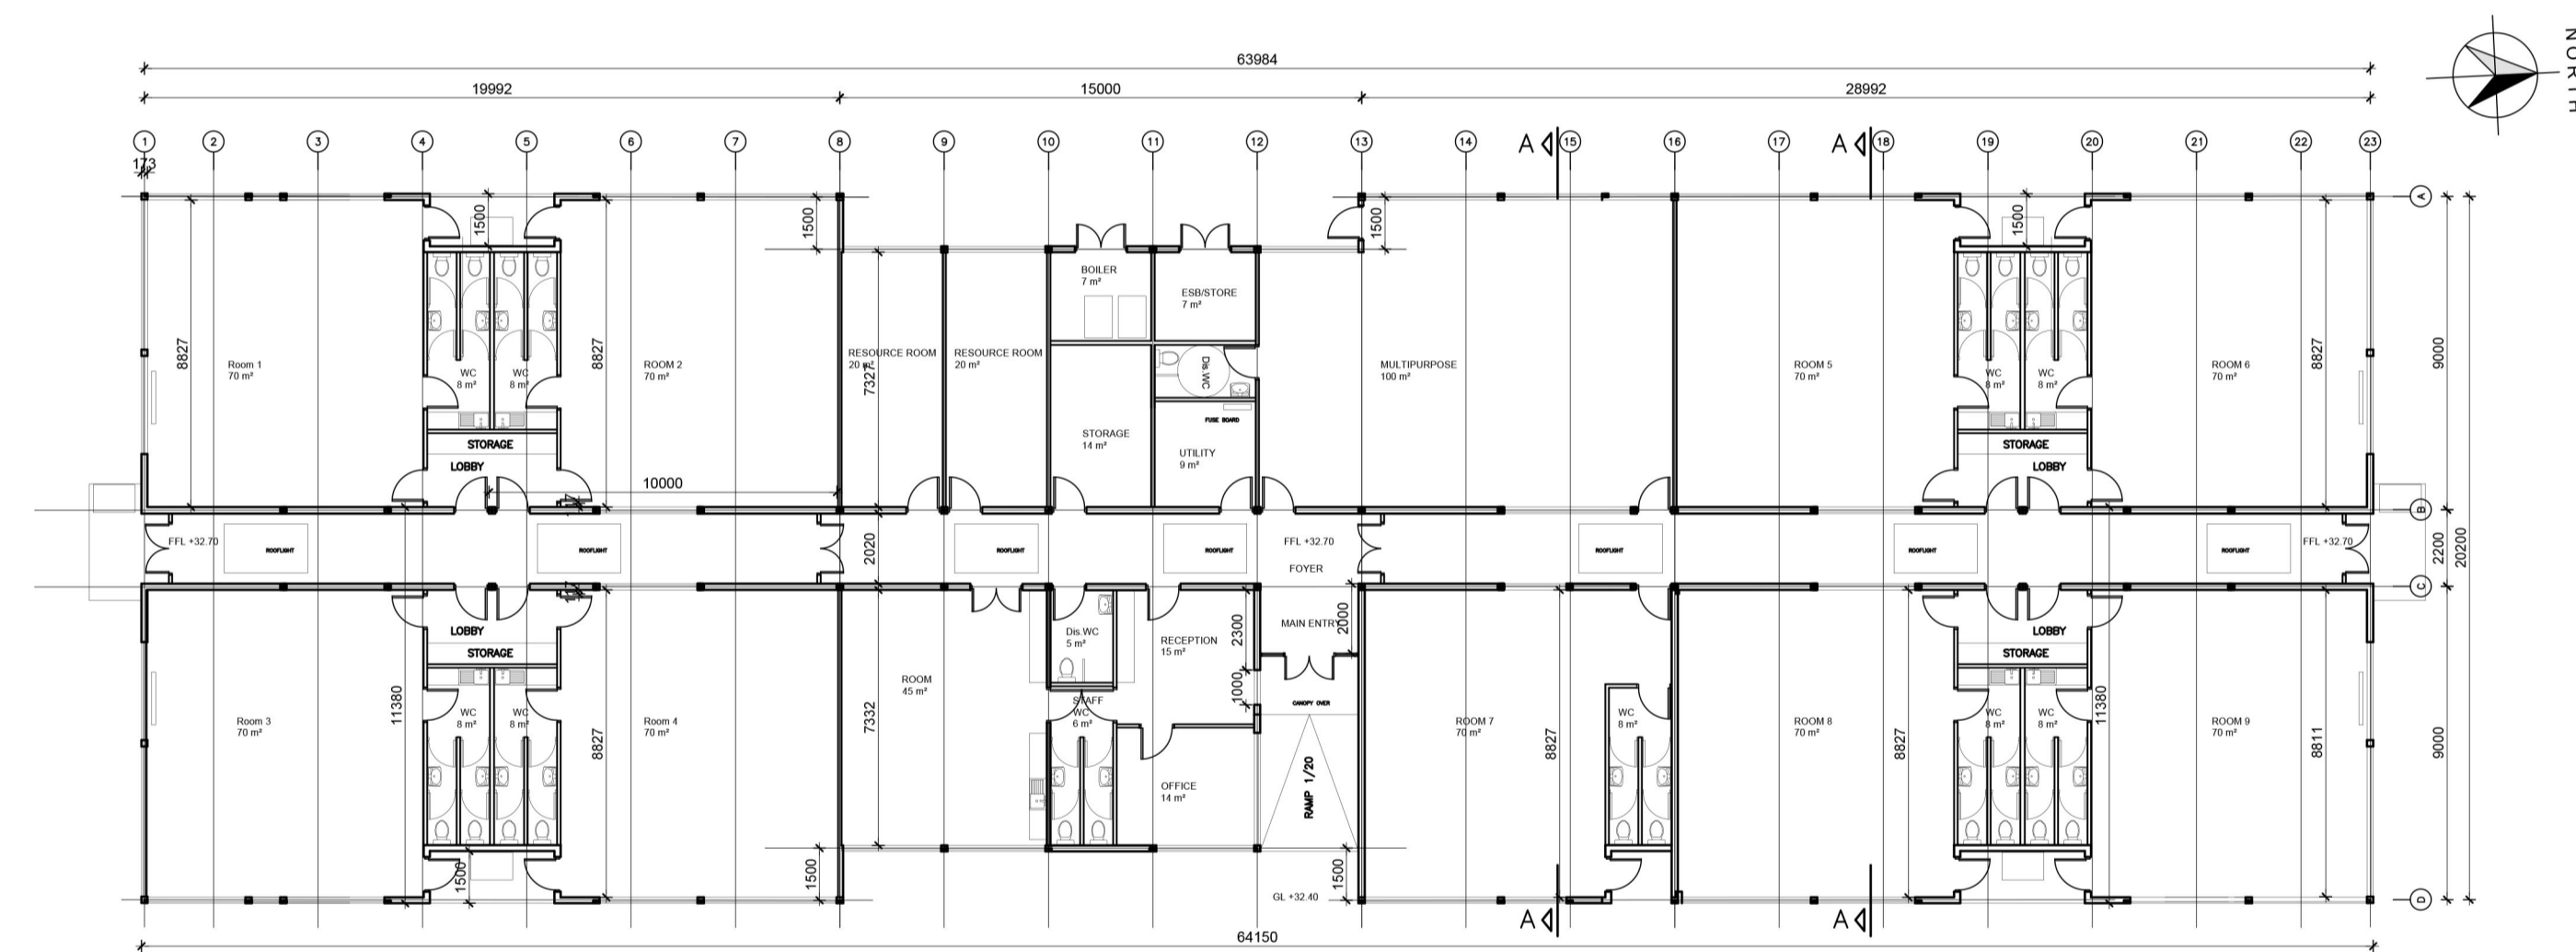 NORTH
63984
19992
15000
28992
1
2
3
4
5
6
7
8
9
10
11
12
13
14
15
16
17
18
19
20
21
22
23
A
A
173
A
1500
1500
1500
1500
BOILER
7 m²
ESB/STORE
7 m²
8827
Room 1
70 m²
WC
8 m²
WC
8 m²
8827
ROOM 2
70 m²
RESOURCE ROOM
20 m²
7327
RESOURCE ROOM
20 m²
Dis.WC
MULTIPURPOSE
100 m²
ROOM 5
70 m²
WC
8 m²
WC
8 m²
ROOM 6
70 m²
8827
9000
FUSE BOARD
STORAGE
14 m²
UTILITY
9 m²
STORAGE
LOBBY
STORAGE
LOBBY
10000
B
FFL +32.70
ROOFLIGHT
ROOFLIGHT
2020
ROOFLIGHT
ROOFLIGHT
FFL +32.70
FOYER
ROOFLIGHT
ROOFLIGHT
ROOFLIGHT
FFL +32.70
2200
20200
C
LOBBY
STORAGE
Dis.WC
5 m²
RECEPTION
15 m²
2300
MAIN ENTRY
2000
LOBBY
STORAGE
11380
Room 3
70 m²
WC
8 m²
WC
8 m²
8827
Room 4
70 m²
7332
ROOM
45 m²
STAFF
WC
6 m²
1000
CANOPY OVER
ROOM 7
70 m²
8827
WC
8 m²
ROOM 8
70 m²
8827
WC
8 m²
WC
8 m²
11380
ROOM 9
70 m²
8811
9000
OFFICE
14 m²
RAMP 1/20
1500
1500
1500
GL +32.40
D
A
A
64150